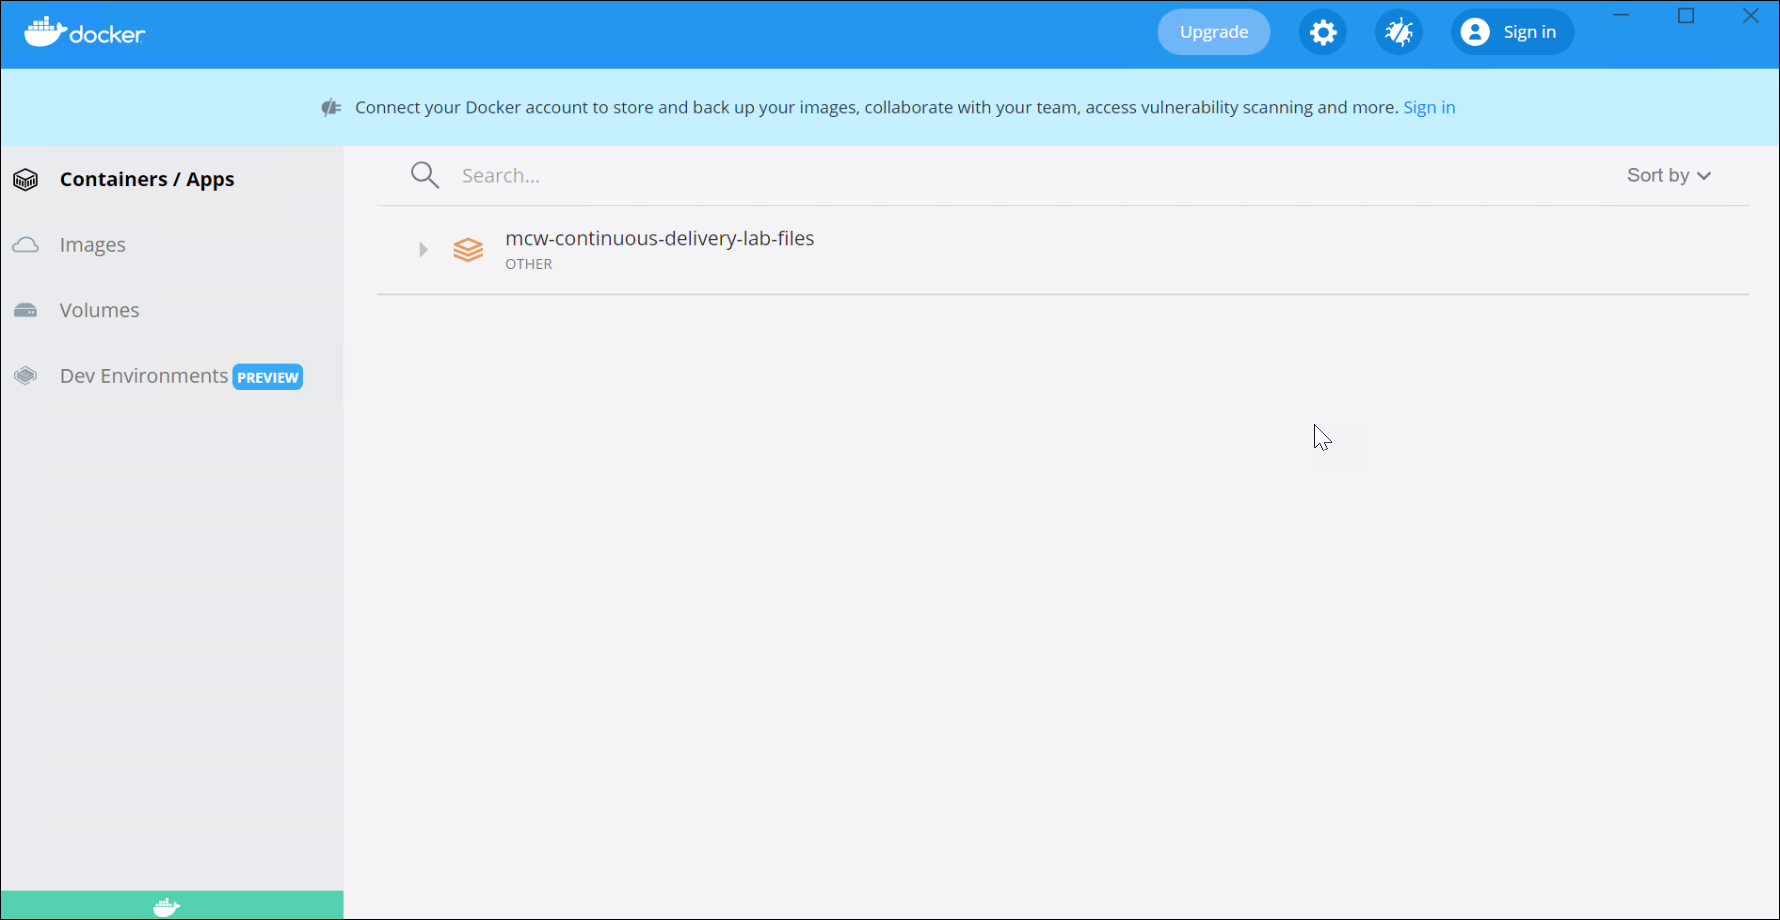 docker
Upgrade
Sign in
Connect your Docker account to store and back up your images, collaborate with your team, access vulnerability scanning and more. Sign in
Containers / Apps
Images
Volumes
Dev Environments PREVIEW
Search...
Sort by
mcw-continuous-delivery-lab-files
OTHER